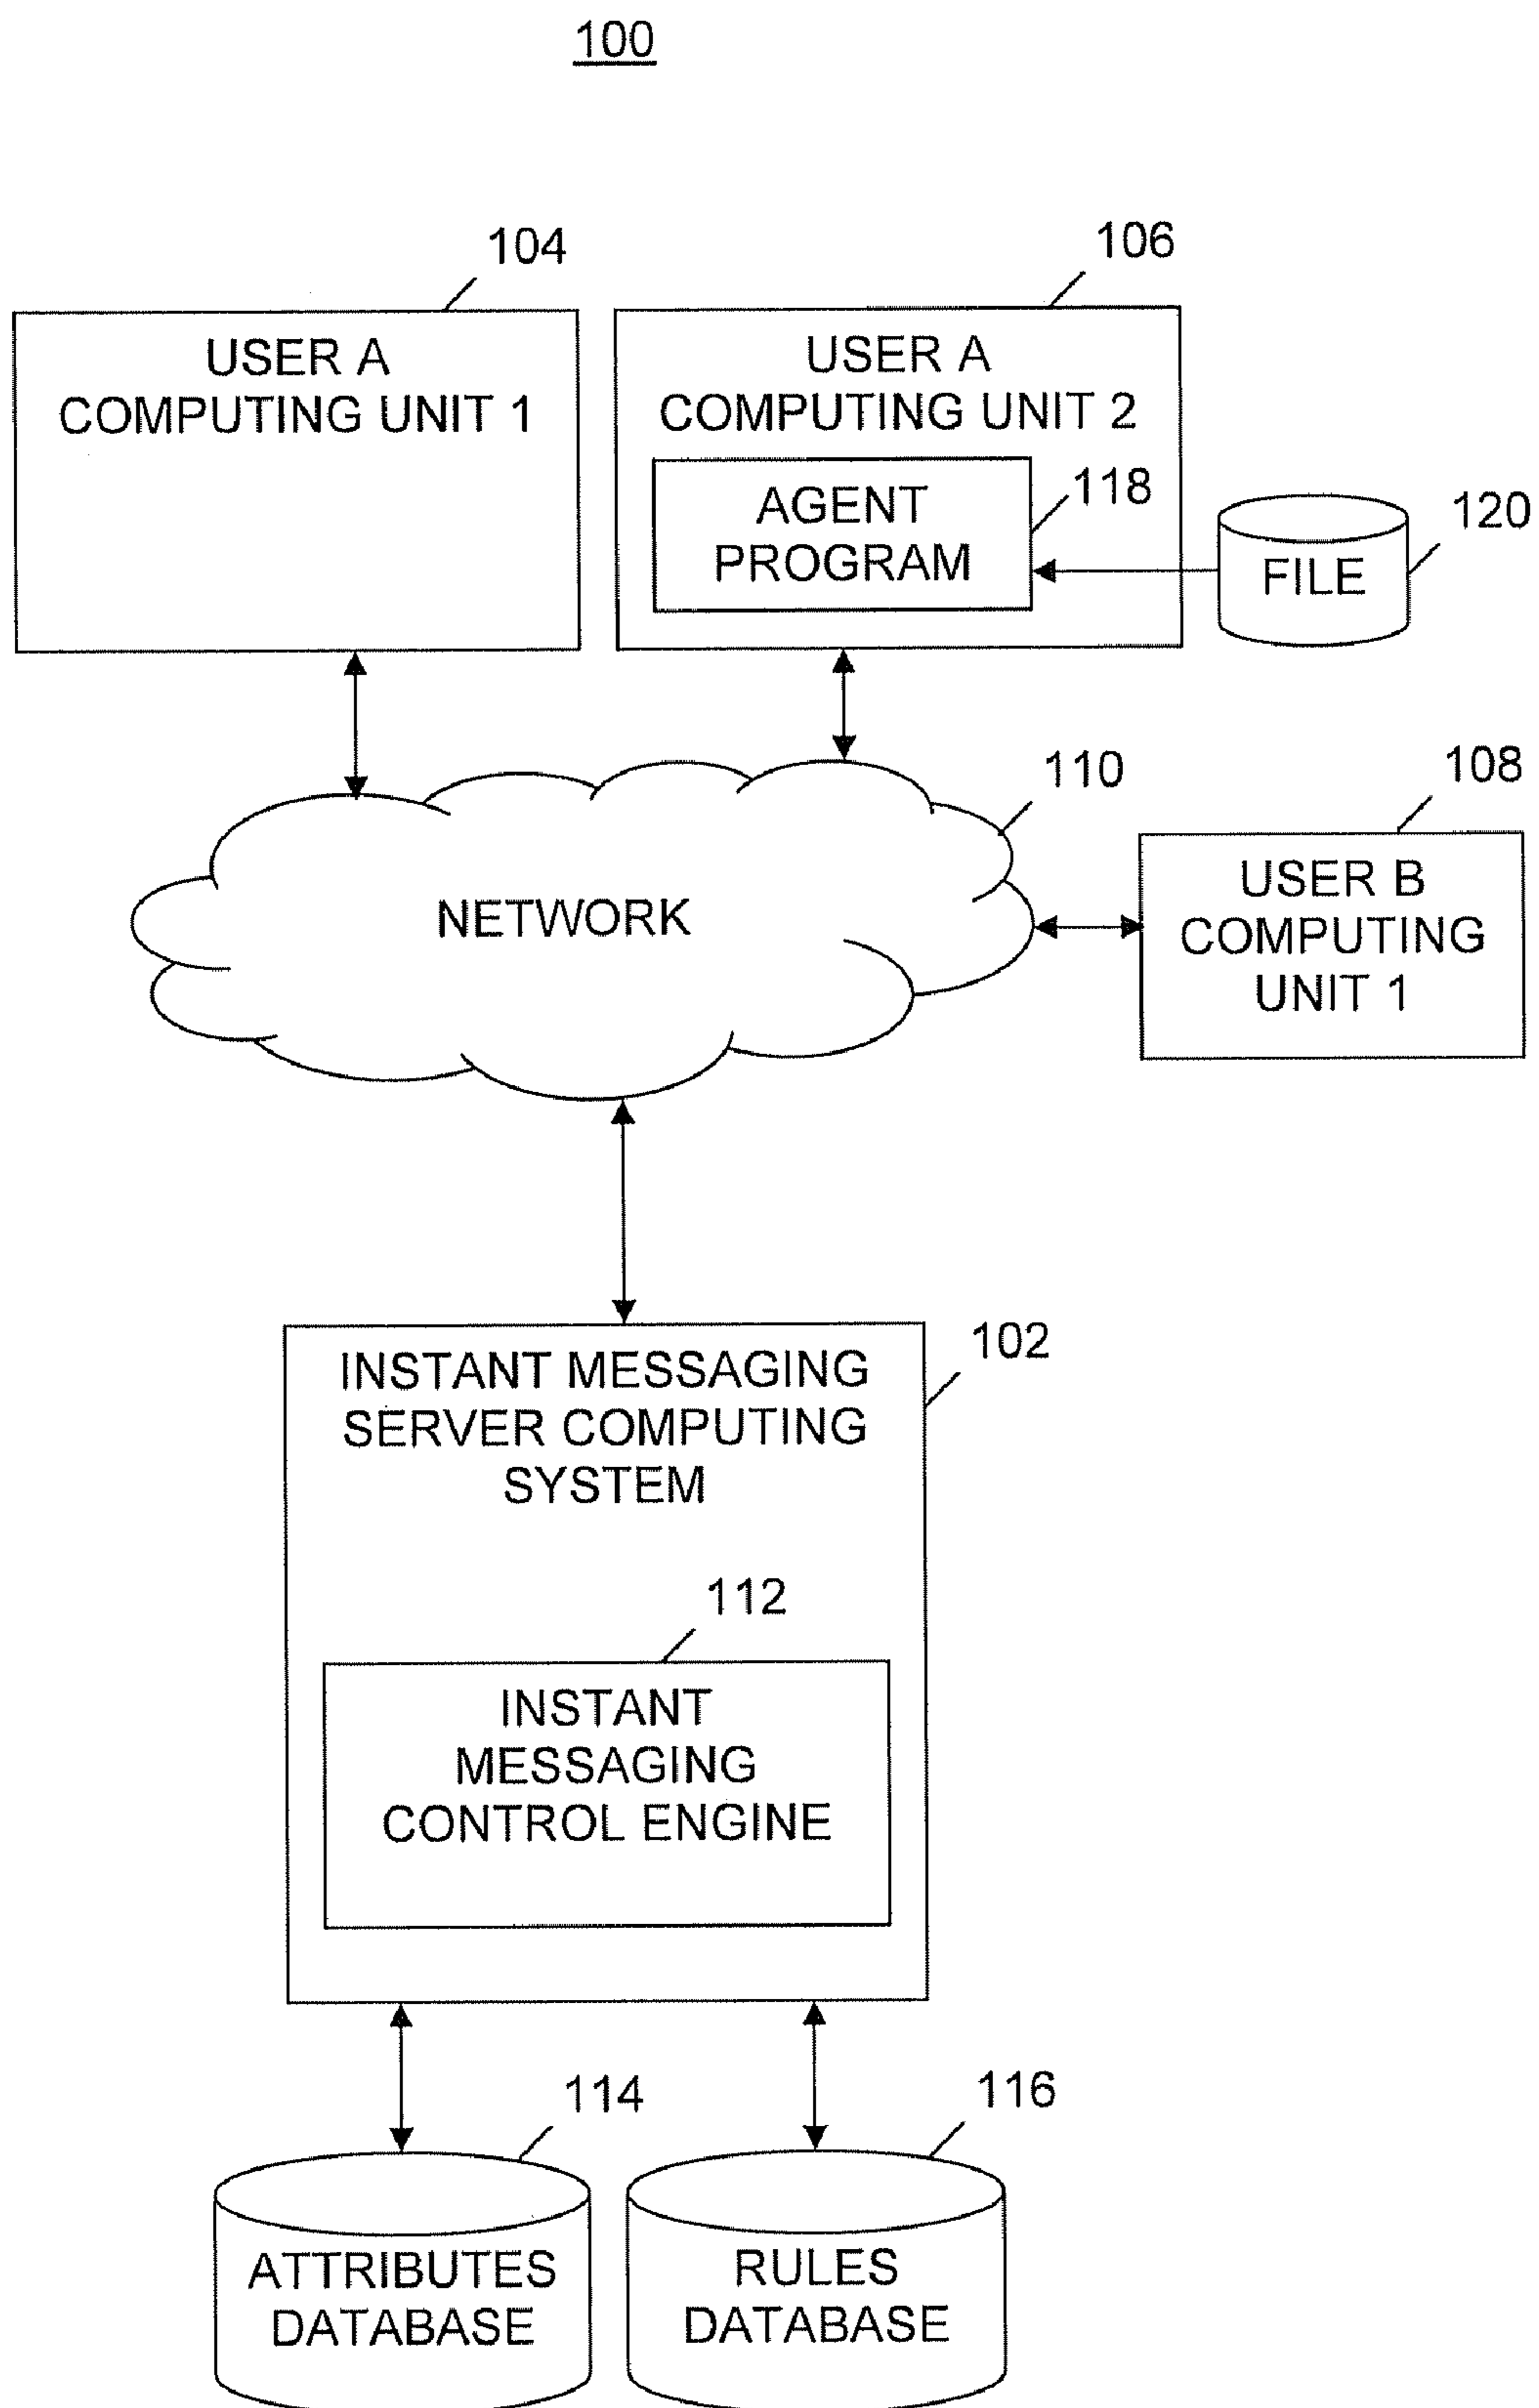 100
104
106
USER A
COMPUTING UNIT 1
USER A
COMPUTING UNIT 2
AGENT
PROGRAM
118
120
FILE
110
108
NETWORK
USER B
COMPUTING
UNIT 1
102
INSTANT MESSAGING
SERVER COMPUTING
SYSTEM
112
INSTANT
MESSAGING
CONTROL ENGINE
114
116
ATTRIBUTES
DATABASE
RULES
DATABASE